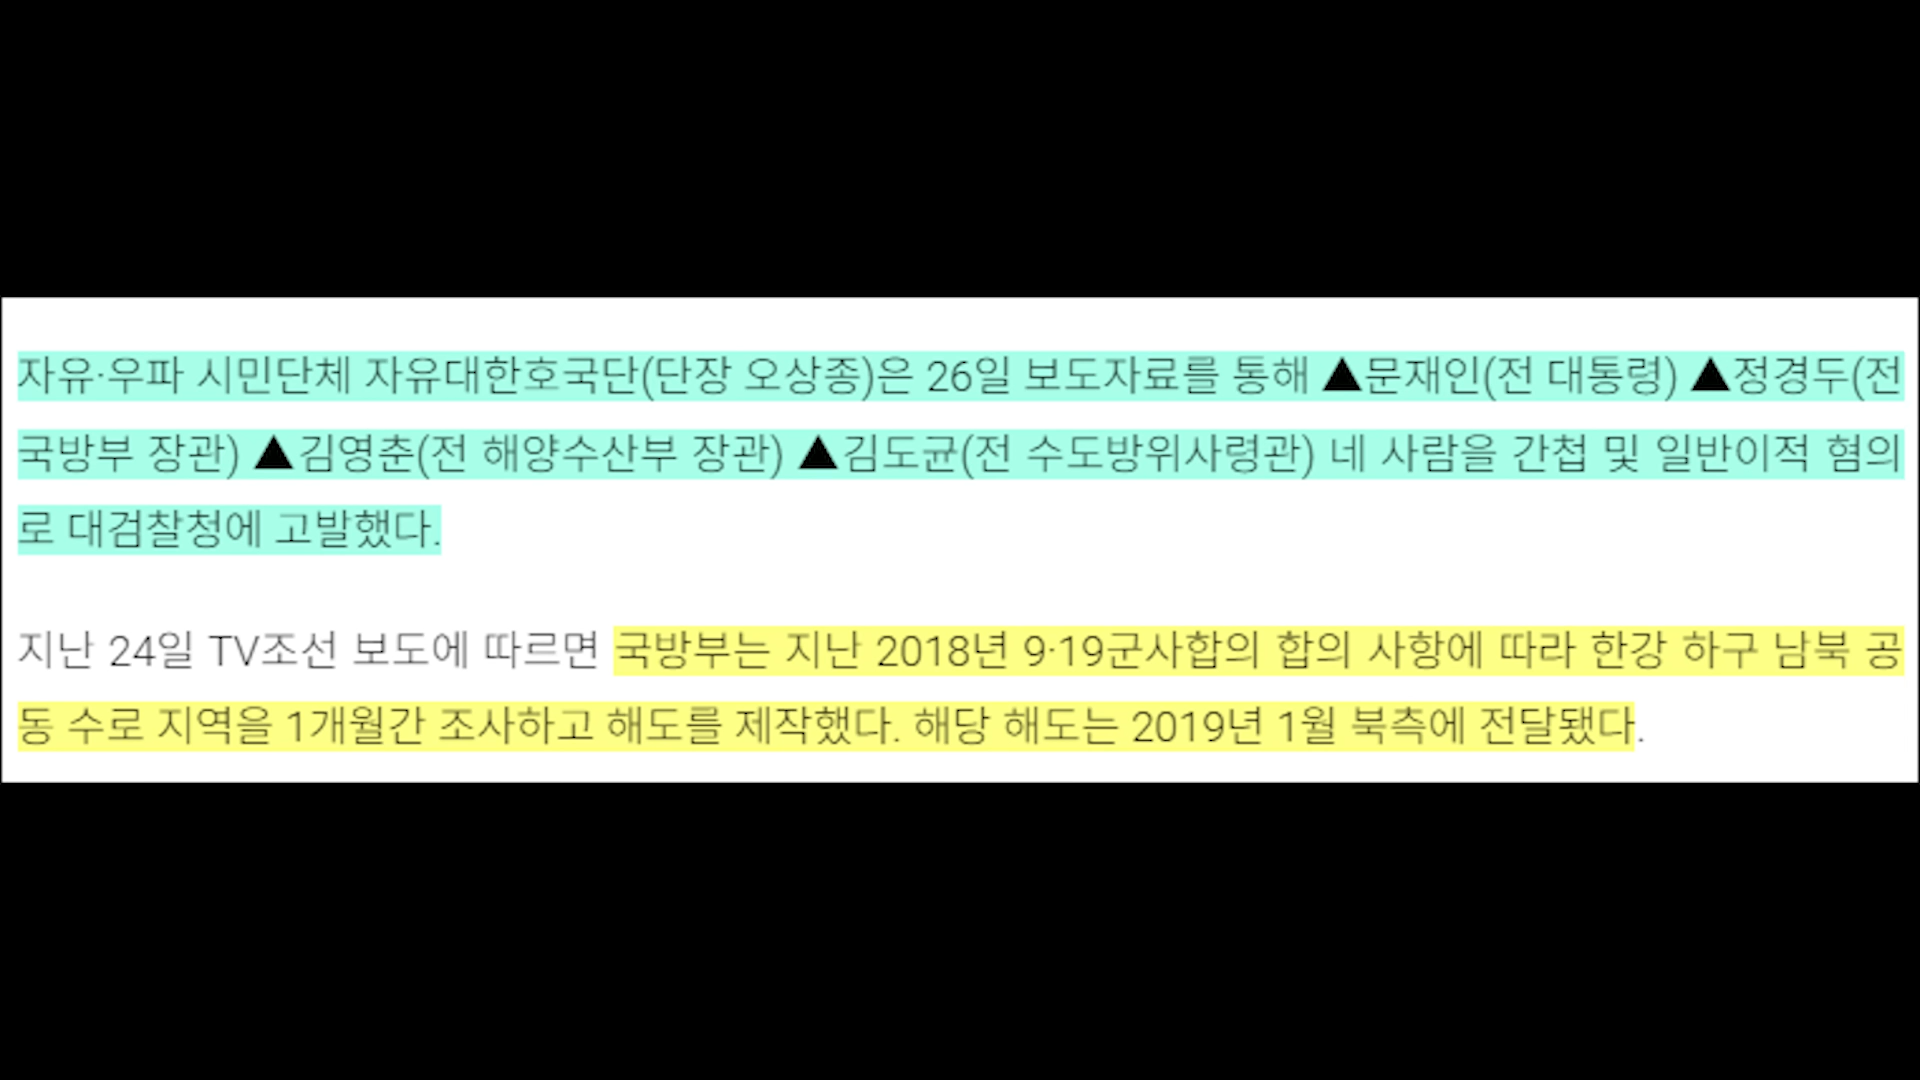 자유·우파 시민단체 자유대한호국단(단장 오상종)은 26일 보도자료를 통해 ▲문재인(전 대통령) ▲정경두(전
국방부 장관) ▲김영춘(전 해양수산부 장관) ▲김도균(전 수도방위사령관) 네 사람을 간첩 및 일반이적 혐의
로 대검찰청에 고발했다.
지난 24일 TV조선 보도에 따르면 국방부는 지난 2018년 9·19군사합의 합의 사항에 따라 한강 하구 남북 공
동 수로 지역을 1개월간 조사하고 해도를 제작했다. 해당 해도는 2019년 1월 북측에 전달됐다.